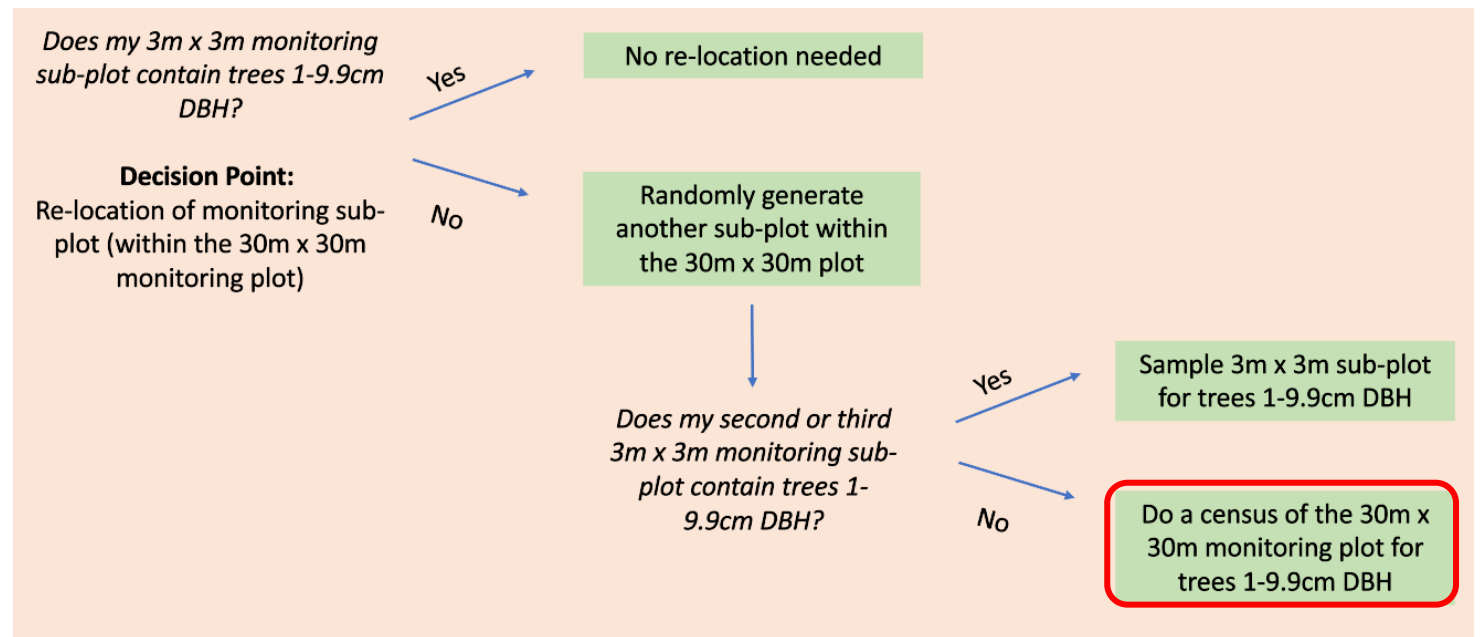 Does my 3m x 3m monitoring
sub-plot contain trees 1-9.9cm
DBH?
Decision Point:
Re-location of monitoring sub-
plot (within the 30m x 30m
monitoring plot)
Yes
No re-location needed
No
Randomly generate
another sub-plot within
the 30m x 30m plot
Does my second or third
3m x 3m monitoring sub-
plot contain trees 1-
9.9cm DBH?
Yes
Sample 3m x 3m sub-plot
for trees 1-9.9cm DBH
No
Do a census of the 30m x
30m monitoring plot for
trees 1-9.9cm DBH